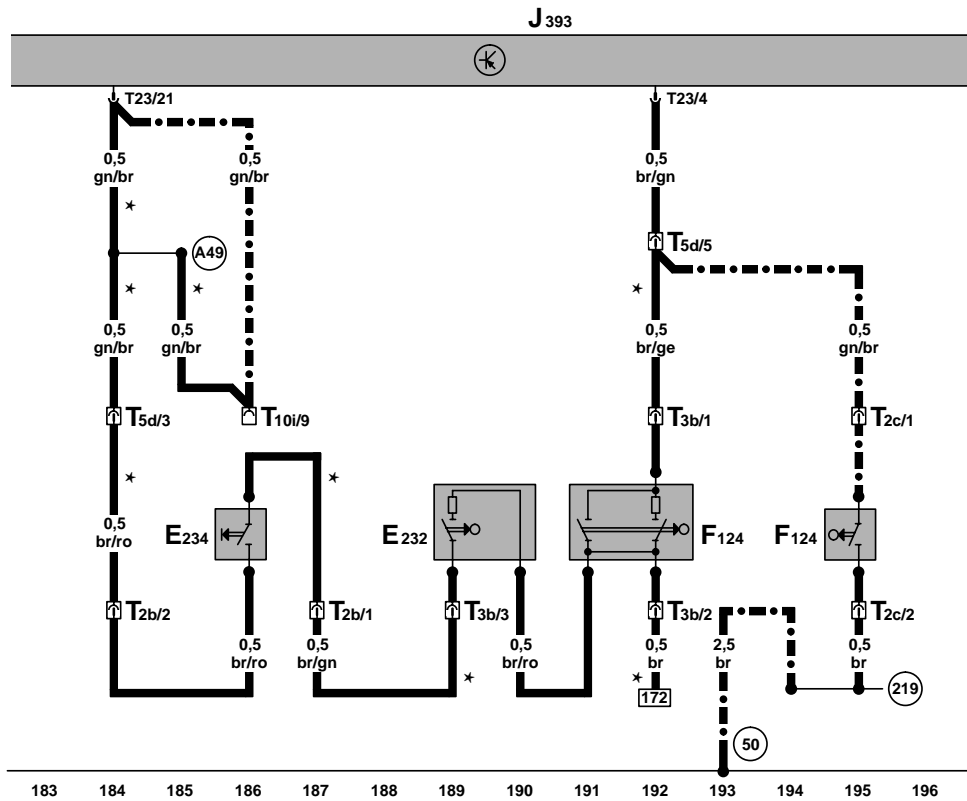 J 393
T23/21
T23/4
0,5
gn/br
0,5
gn/br
0,5
br/gn
*
T5d/5
A49
*
*
*
0,5
gn/br
0,5
gn/br
0,5
br/ge
0,5
gn/br
T5d/3
T10i/9
T3b/1
T2c/1
*
*
0,5
br/ro
E234
E232
F124
F124
T2b/2
T2b/1
T3b/3
T3b/2
T2c/2
0,5
br/ro
0,5
br/gn
0,5
br/ro
0,5
br
2,5
br
0,5
br
*
*
172
219
50
183 184 185 186 187 188 189 190 191 192 193 194 195 196